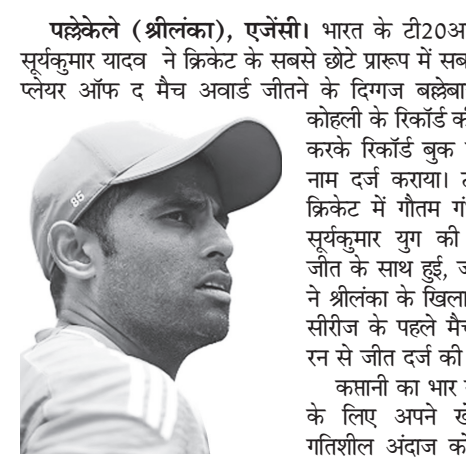 पल्लेकेले (श्रीलंका), एजेंसी। भारत के टी20अ
सूर्यकुमार यादव ने क्रिकेट के सबसे छोटे प्रारूप में सब
प्लेयर ऑफ द मैच अवार्ड जीतने के दिग्गज बल्लेबा
कोहली के रिकॉर्ड की
करके रिकॉर्ड बुक
नाम दर्ज कराया।
क्रिकेट में गौतम गं
सूर्यकुमार युग की
जीत के साथ हुई, ज
ने श्रीलंका के खिला
सीरीज के पहले मैच
रन से जीत दर्ज की
85
कप्तानी का भार
के लिए अपने खे
गतिशील अंदाज को